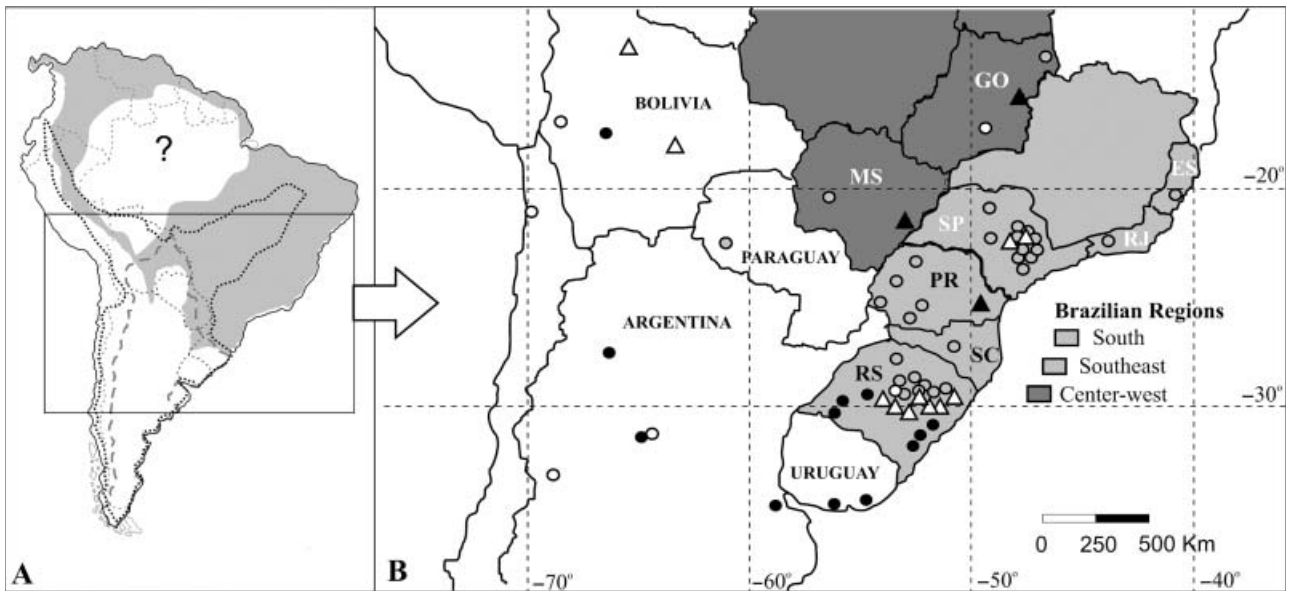 ?
A
B
BOLIVIA
GO
MS
ES
−20°
SP
RJ
PARAGUAY
PR
ARGENTINA
Brazilian Regions
South
SC
Southeast
RS
Center-west
−30°
URUGUAY
0 250 500 Km
−70° −60° −50° −40°